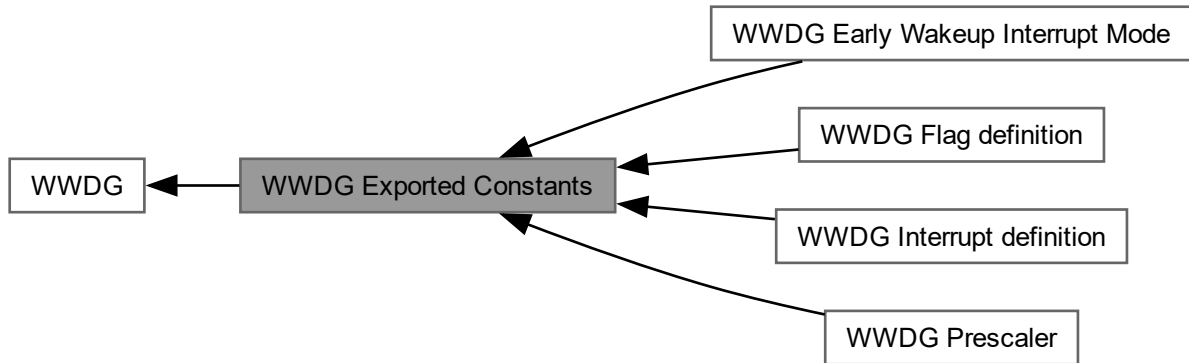 WWDG Early Wakeup Interrupt Mode
WWDG Flag definition
WWDG
WWDG Exported Constants
WWDG Interrupt definition
WWDG Prescaler